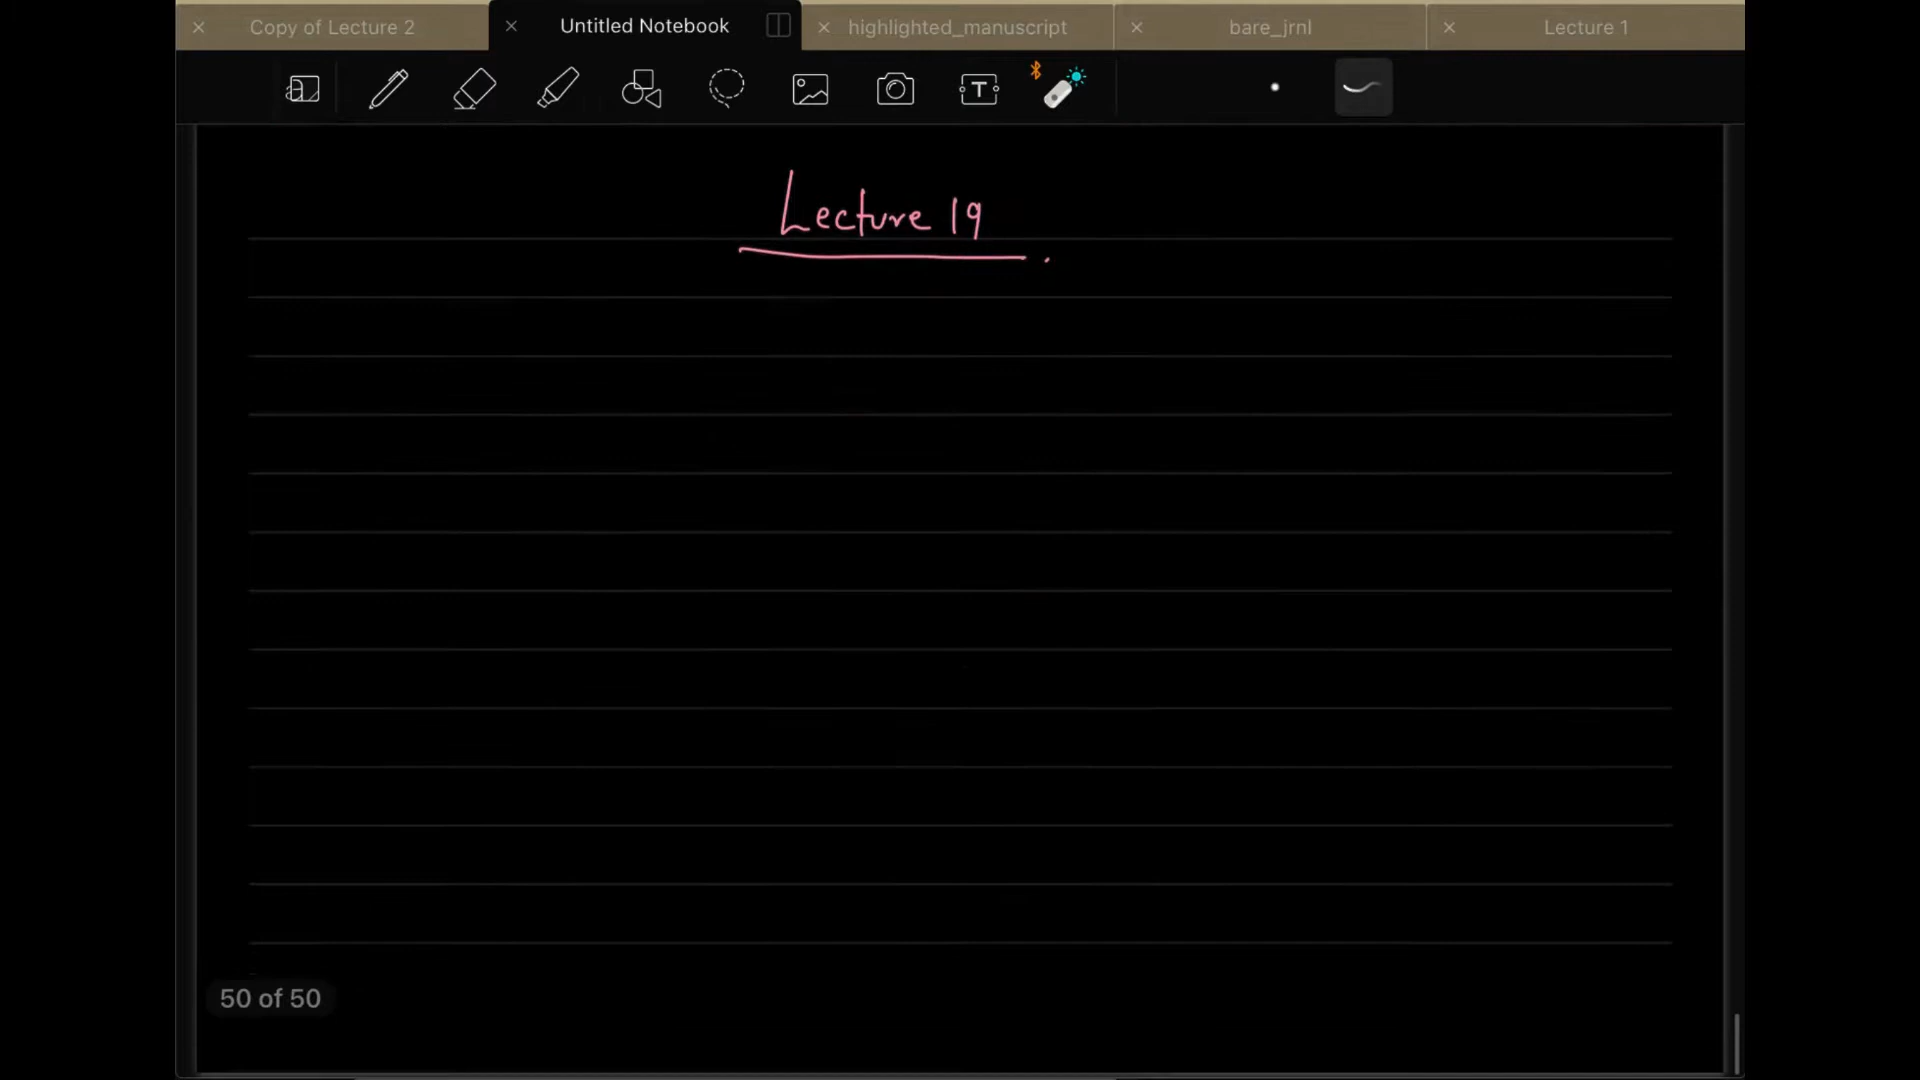 Copy of Lecture 2
Untitled Notebook
highlighted_manuscript
bare_jrnl
Lecture 1
Lecture 19
50 of 50